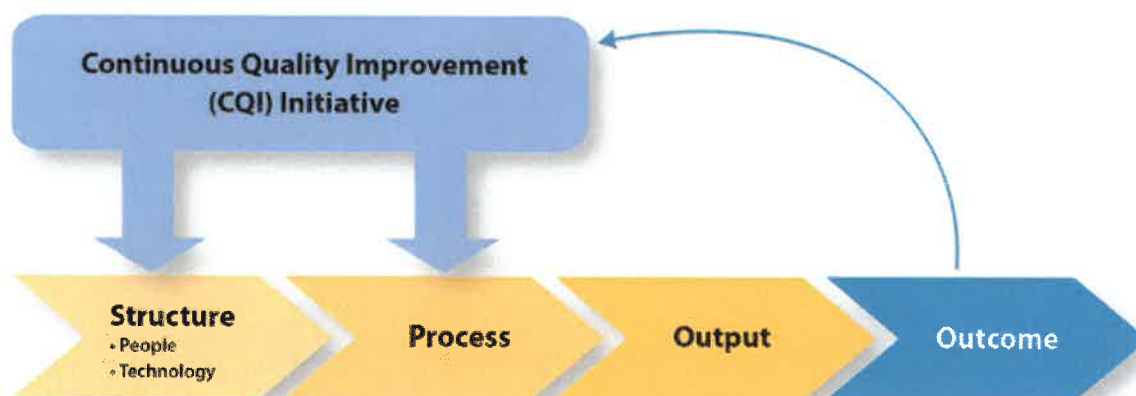 Continuous Quality Improvement
(CQI) Initiative
Structure
• People
• Technology
Process
Output
Outcome